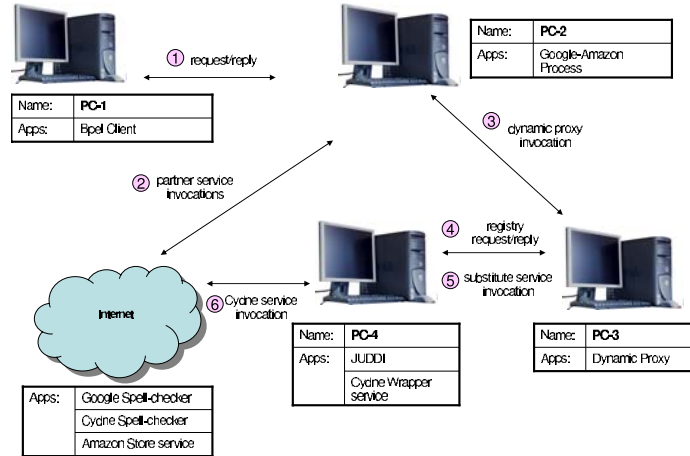 1 request/reply
Name: PC-2
Apps: Google-Amazon
Process
Name: PC-1
Apps: Bpel Client
3 dynamic proxy
invocation
2 partner service
invocations
4 registry
request/reply
5 substitute service
invocation
6 Cydne service
invocation
Internet
Name: PC-4
Apps: JUDDI
Cydne Wrapper
service
Name: PC-3
Apps: Dynamic Proxy
Apps: Google Spell-checker
Cydne Spell-checker
Amazon Store service